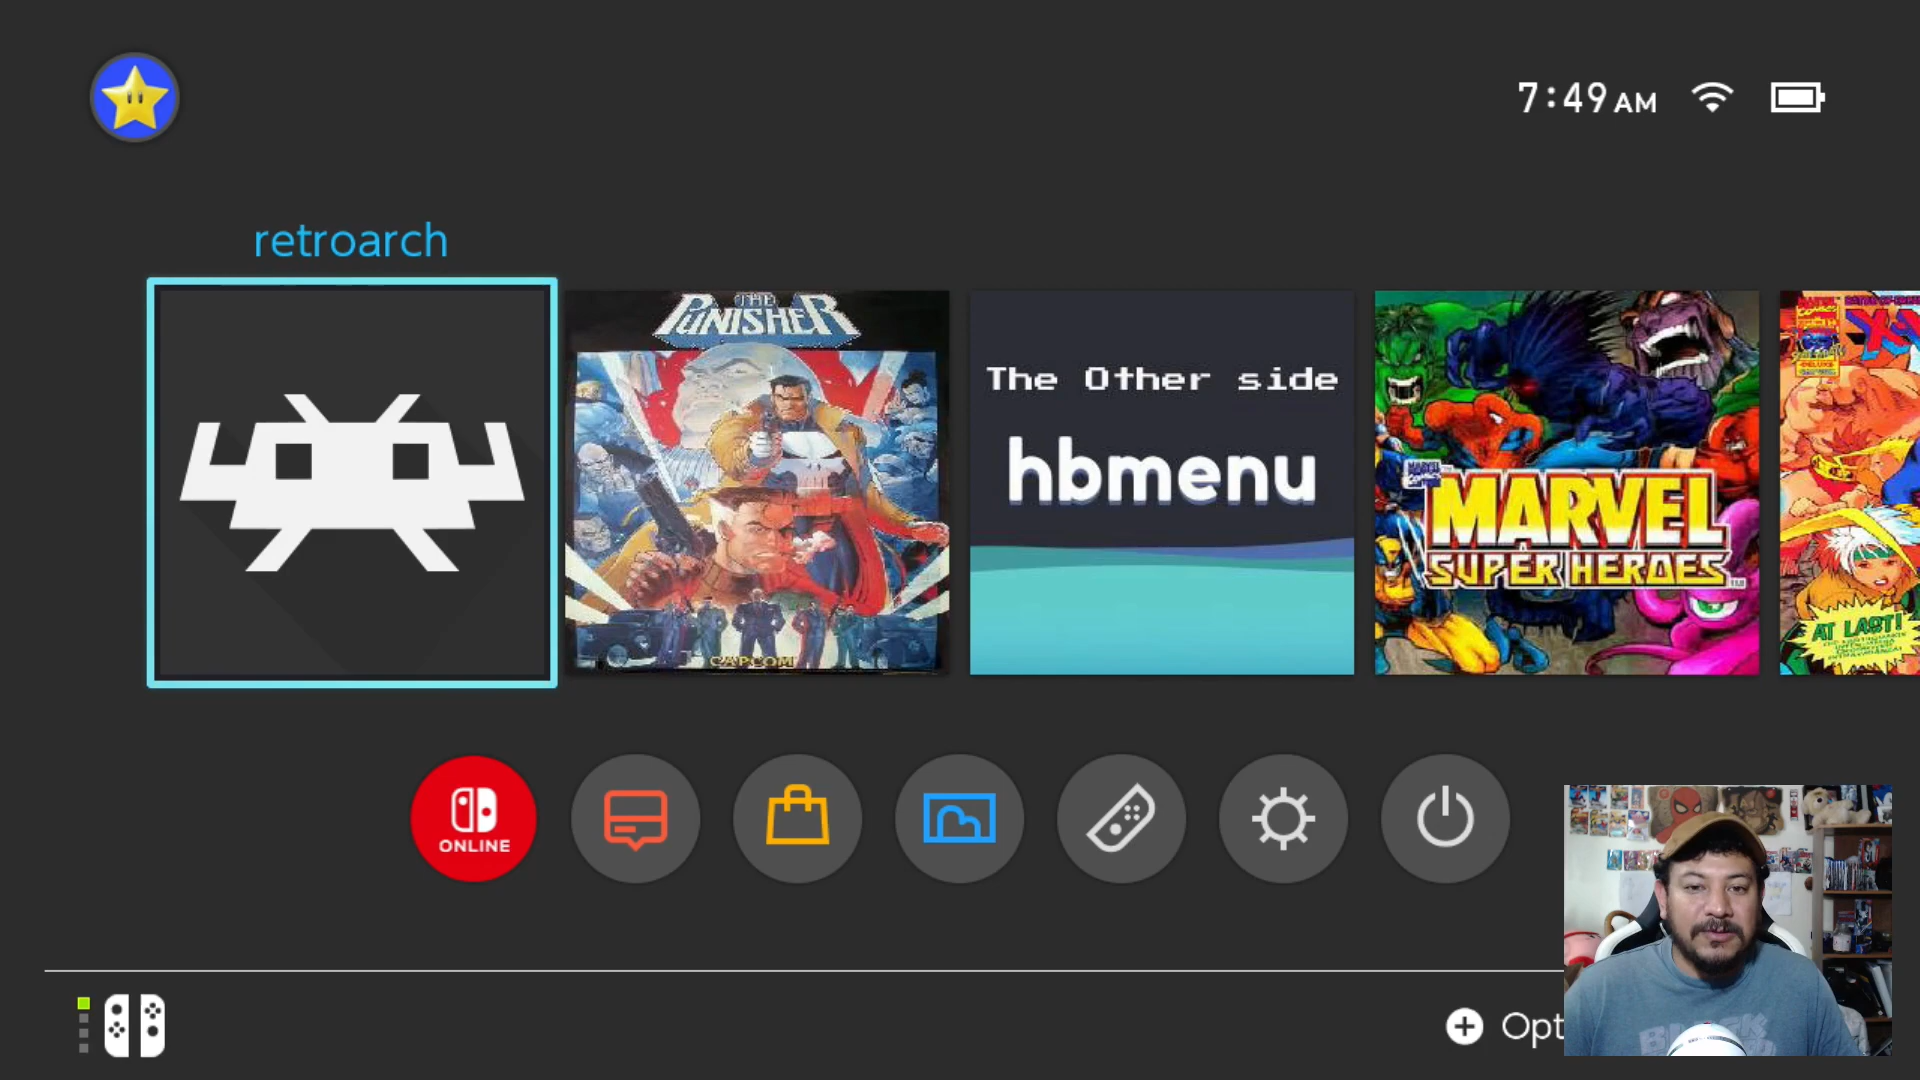 7:49 AM
retroarch
THE
PUNISHER
CAPCOM
The Other side
hbmenu
MARVEL
SUPER HEROES
X-
AT LAST!
ONLINE
Opt